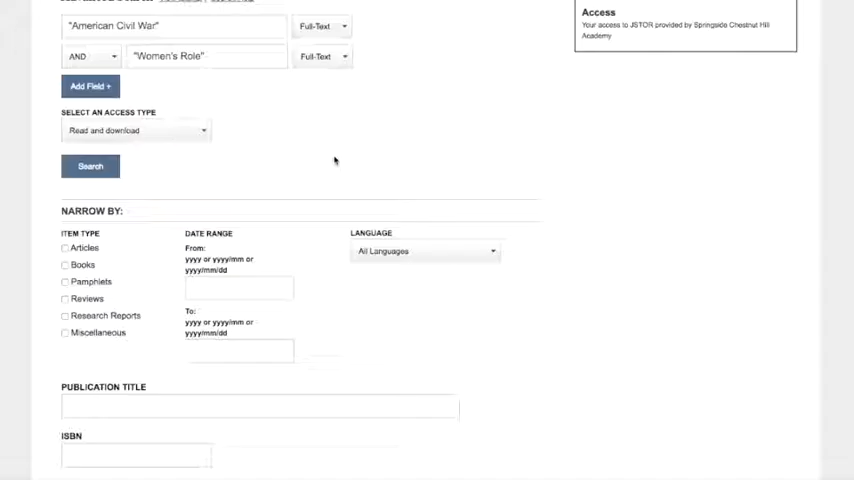 Access
"American Civil War"
Full-Text
Your access to JSTOR provided by Springside Chestnut Hill
Academy
AND
"Women's Role"
Full-Text
Add Field +
SELECT AN ACCESS TYPE
Read and download
Search
NARROW BY:
ITEM TYPE
Articles
Books
Pamphlets
Reviews
Research Reports
Miscellaneous
DATE RANGE
From:
yyyy or yyyy/mm or
yyyy/mm/dd
To:
yyyy or yyyy/mm or
yyyy/mm/dd
LANGUAGE
All Languages
PUBLICATION TITLE
ISBN